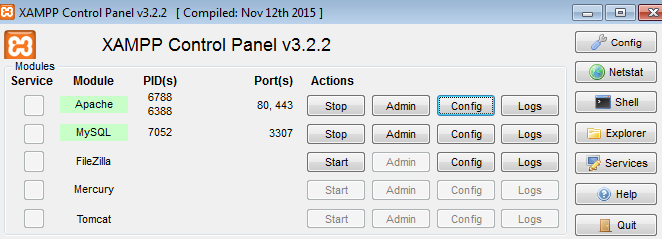 XAMPP Control Panel v3.2.2 [ Compiled: Nov 12th 2015 ]
XAMPP Control Panel v3.2.2
Config
Modules
Service Module PID(s) Port(s) Actions
Netstat
Apache 6788 6388 80, 443 Stop Admin Config Logs
Shell
MySQL 7052 3307 Stop Admin Config Logs
Explorer
FileZilla Start Admin Config Logs
Services
Mercury Start Admin Config Logs
Help
Tomcat Start Admin Config Logs
Quit